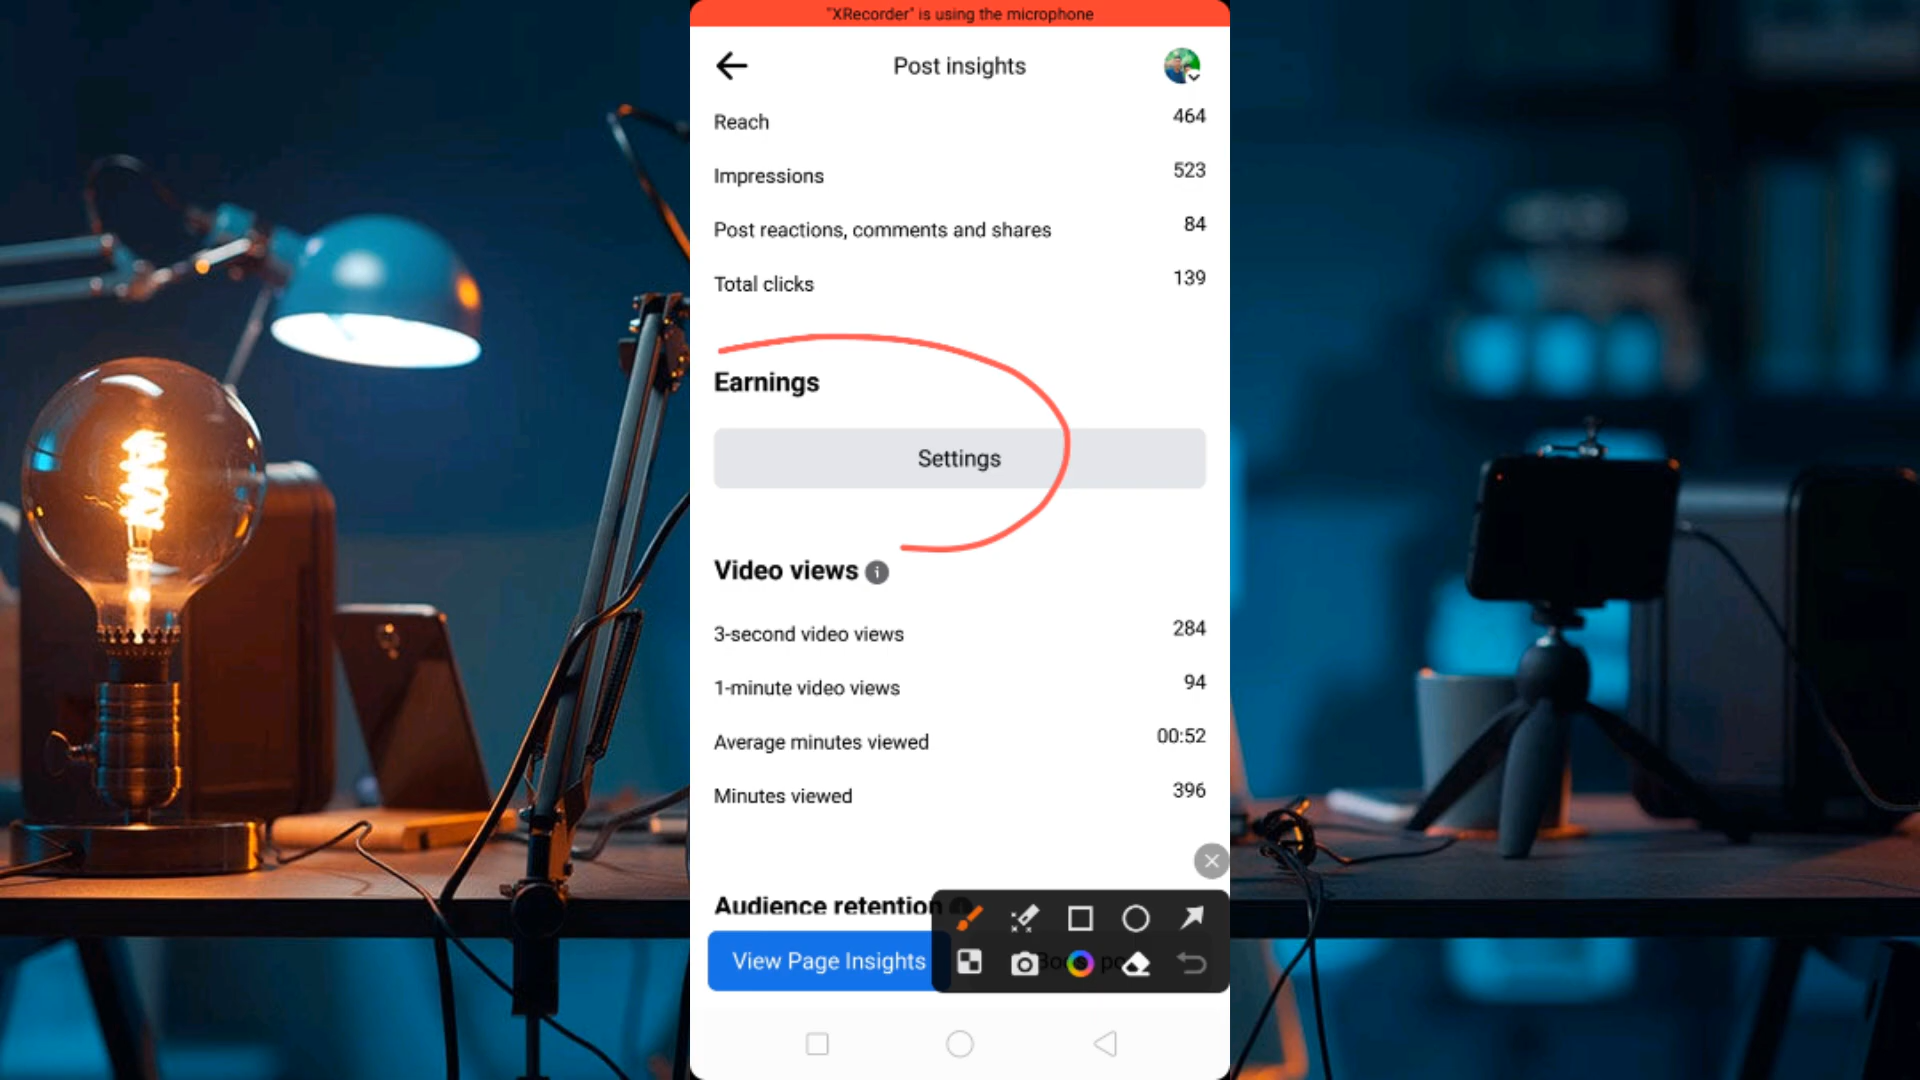 "XRecorder" is using the microphone
Post insights
Reach 464
Impressions 523
Post reactions, comments and shares 84
Total clicks 139
Earnings
Settings
Video views
3-second video views 284
1-minute video views 94
Average minutes viewed 00:52
Minutes viewed 396
Audience retention
View Page Insights